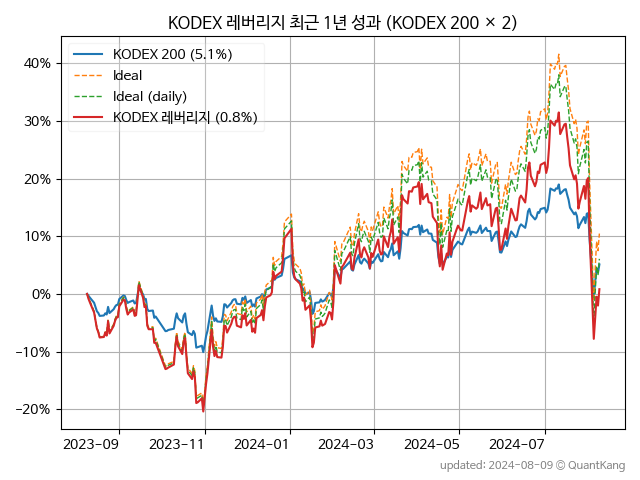 KODEX 레버리지 최근 1년 성과 (KODEX 200 × 2)
KODEX 200 (5.1%)
Ideal
Ideal (daily)
KODEX 레버리지 (0.8%)
40%
30%
20%
10%
0%
−10%
−20%
2023-09 2023-11 2024-01 2024-03 2024-05 2024-07
updated: 2024-08-09 © QuantKang